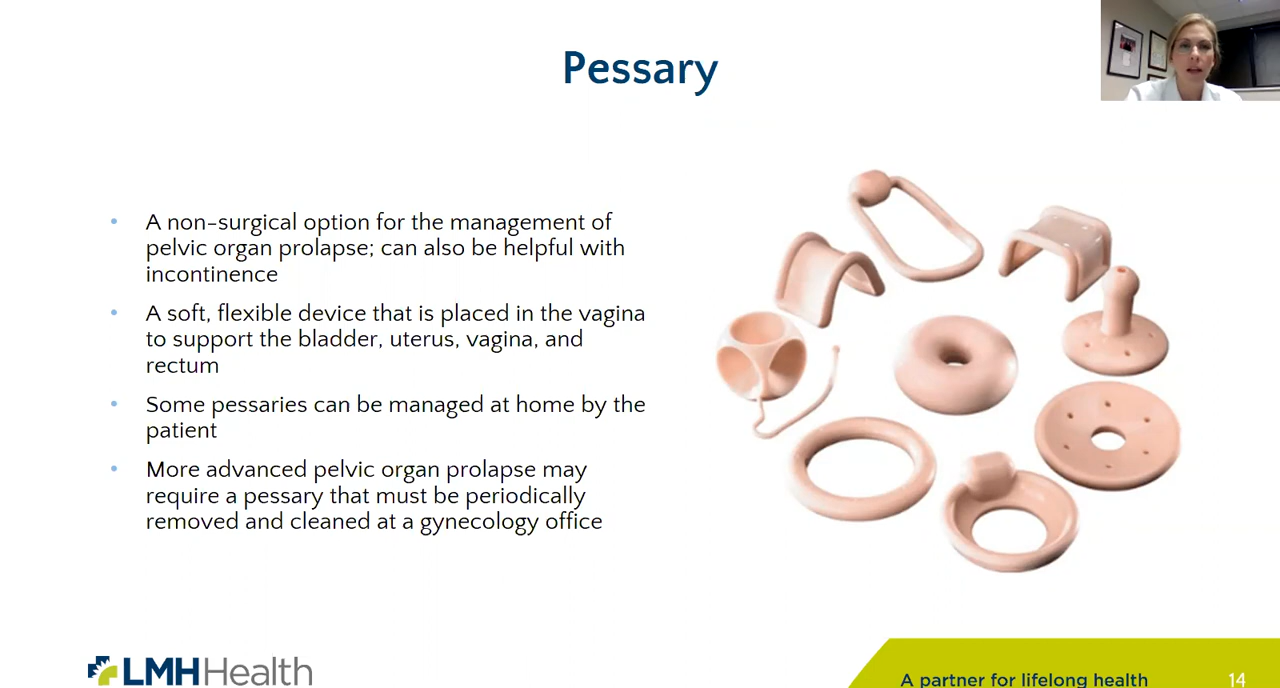 Pessary
A non-surgical option for the management of
pelvic organ prolapse; can also be helpful with
incontinence
A soft, flexible device that is placed in the vagina
to support the bladder, uterus, vagina, and
rectum
Some pessaries can be managed at home by the
patient
More advanced pelvic organ prolapse may
require a pessary that must be periodically
removed and cleaned at a gynecology office
LMH Health
A partner for lifelong health
14